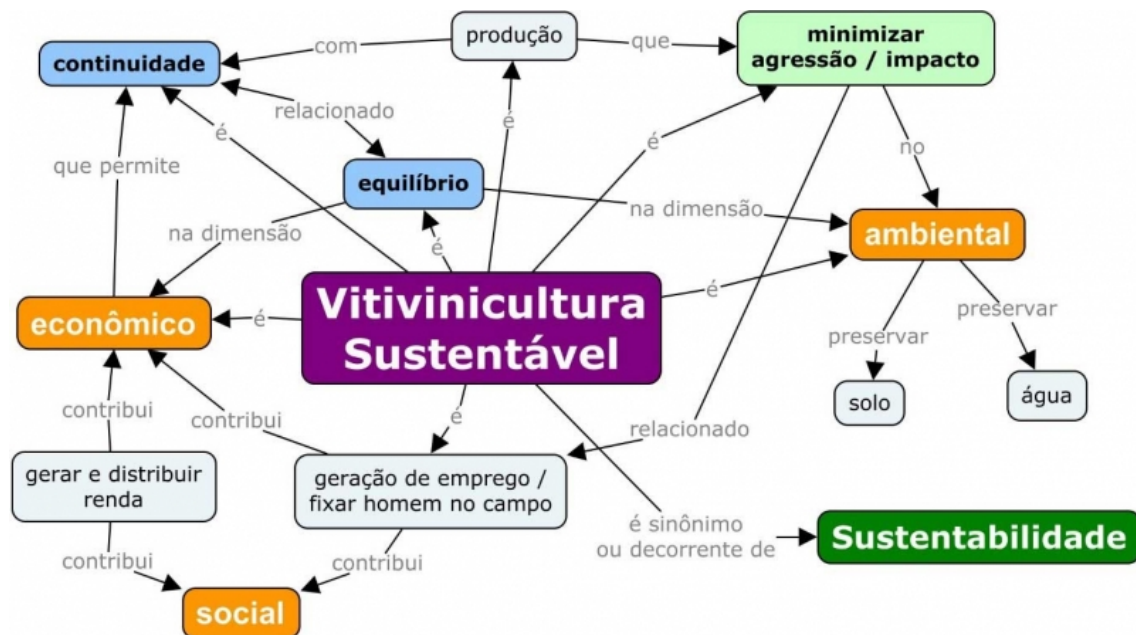 produção
com
que
minimizar
agressão / impacto
continuidade
relacionado
é
é
é
no
que permite
equilíbrio
na dimensão
na dimensão
é
ambiental
Vitivinicultura
Sustentável
é
é
econômico
preservar
preservar
solo
água
contribui
contribui
é
relacionado
gerar e distribuir
renda
geração de emprego /
fixar homem no campo
é sinônimo
ou decorrente de
Sustentabilidade
contribui
contribui
social